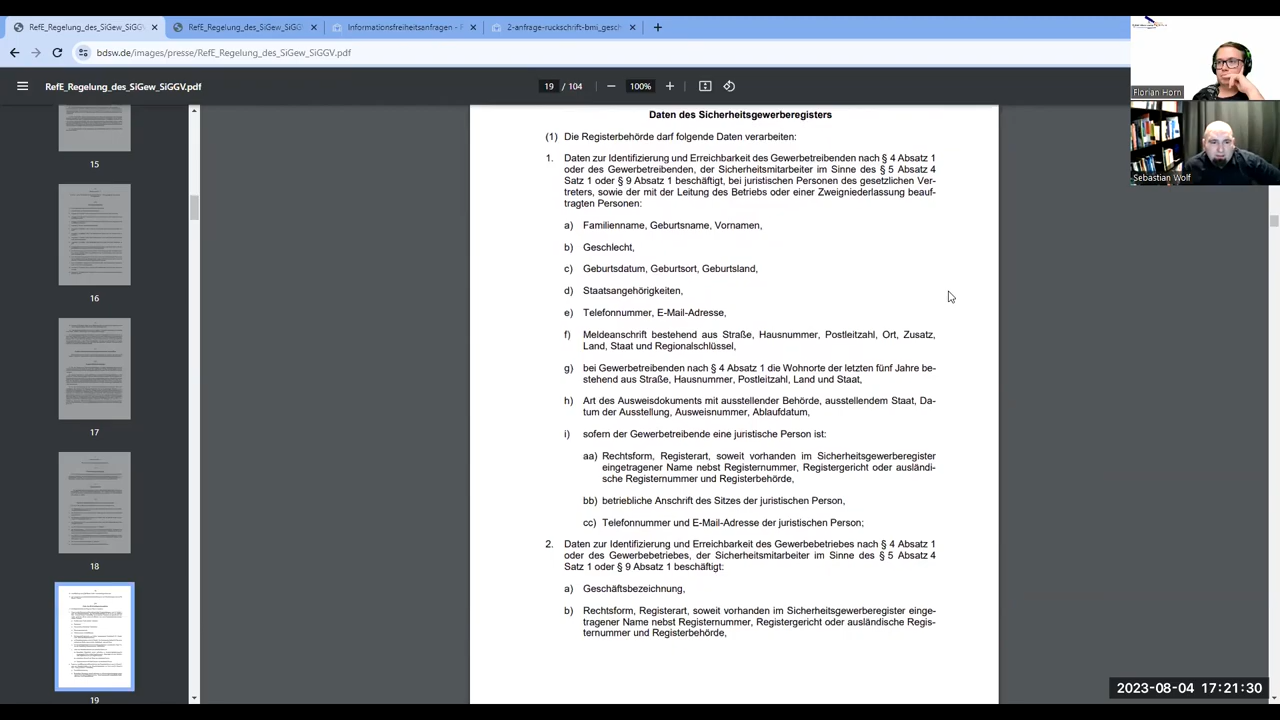 RefE_Regelung_des_SiGew_SiGGV.p
RefE_Regelung_des_SiGew_SiGGV.p
Informationsfreiheitsanfragen - F
2-anfrage-ruckschrift-bmi_gesch
bdsw.de/images/presse/RefE_Regelung_des_SiGew_SiGGV.pdf
RefE_Regelung_des_SiGew_SiGGV.pdf
19 / 104
100%
Florian Horn
Sebastian Wolf
15
16
17
18
19
Daten des Sicherheitsgewerberegisters
(1) Die Registerbehörde darf folgende Daten verarbeiten:
1. Daten zur Identifizierung und Erreichbarkeit des Gewerbetreibenden nach § 4 Absatz 1
oder des Gewerbetreibenden, der Sicherheitsmitarbeiter im Sinne des § 5 Absatz 4
Satz 1 oder § 9 Absatz 1 beschäftigt, bei juristischen Personen des gesetzlichen Ver-
treters, sowie der mit der Leitung des Betriebs oder einer Zweigniederlassung beauf-
tragten Personen:
a) Familienname, Geburtsname, Vornamen,
b) Geschlecht,
c) Geburtsdatum, Geburtsort, Geburtsland,
d) Staatsangehörigkeiten,
e) Telefonnummer, E-Mail-Adresse,
f) Meldeanschrift bestehend aus Straße, Hausnummer, Postleitzahl, Ort, Zusatz,
Land, Staat und Regionalschlüssel,
g) bei Gewerbetreibenden nach § 4 Absatz 1 die Wohnorte der letzten fünf Jahre be-
stehend aus Straße, Hausnummer, Postleitzahl, Land und Staat,
h) Art des Ausweisdokuments mit ausstellender Behörde, ausstellendem Staat, Da-
tum der Ausstellung, Ausweisnummer, Ablaufdatum,
i) sofern der Gewerbetreibende eine juristische Person ist:
aa) Rechtsform, Registerart, soweit vorhanden im Sicherheitsgewerberegister
eingetragener Name nebst Registernummer, Registergericht oder ausländi-
sche Registernummer und Registerbehörde,
bb) betriebliche Anschrift des Sitzes der juristischen Person,
cc) Telefonnummer und E-Mail-Adresse der juristischen Person;
2. Daten zur Identifizierung und Erreichbarkeit des Gewerbebetriebes nach § 4 Absatz 1
oder des Gewerbebetriebes, der Sicherheitsmitarbeiter im Sinne des § 5 Absatz 4
Satz 1 oder § 9 Absatz 1 beschäftigt:
a) Geschäftsbezeichnung,
b) Rechtsform, Registerart, soweit vorhanden im Sicherheitsgewerberegister einge-
tragener Name nebst Registernummer, Registergericht oder ausländische Regis-
ternummer und Registerbehörde,
2023-08-04 17:21:30